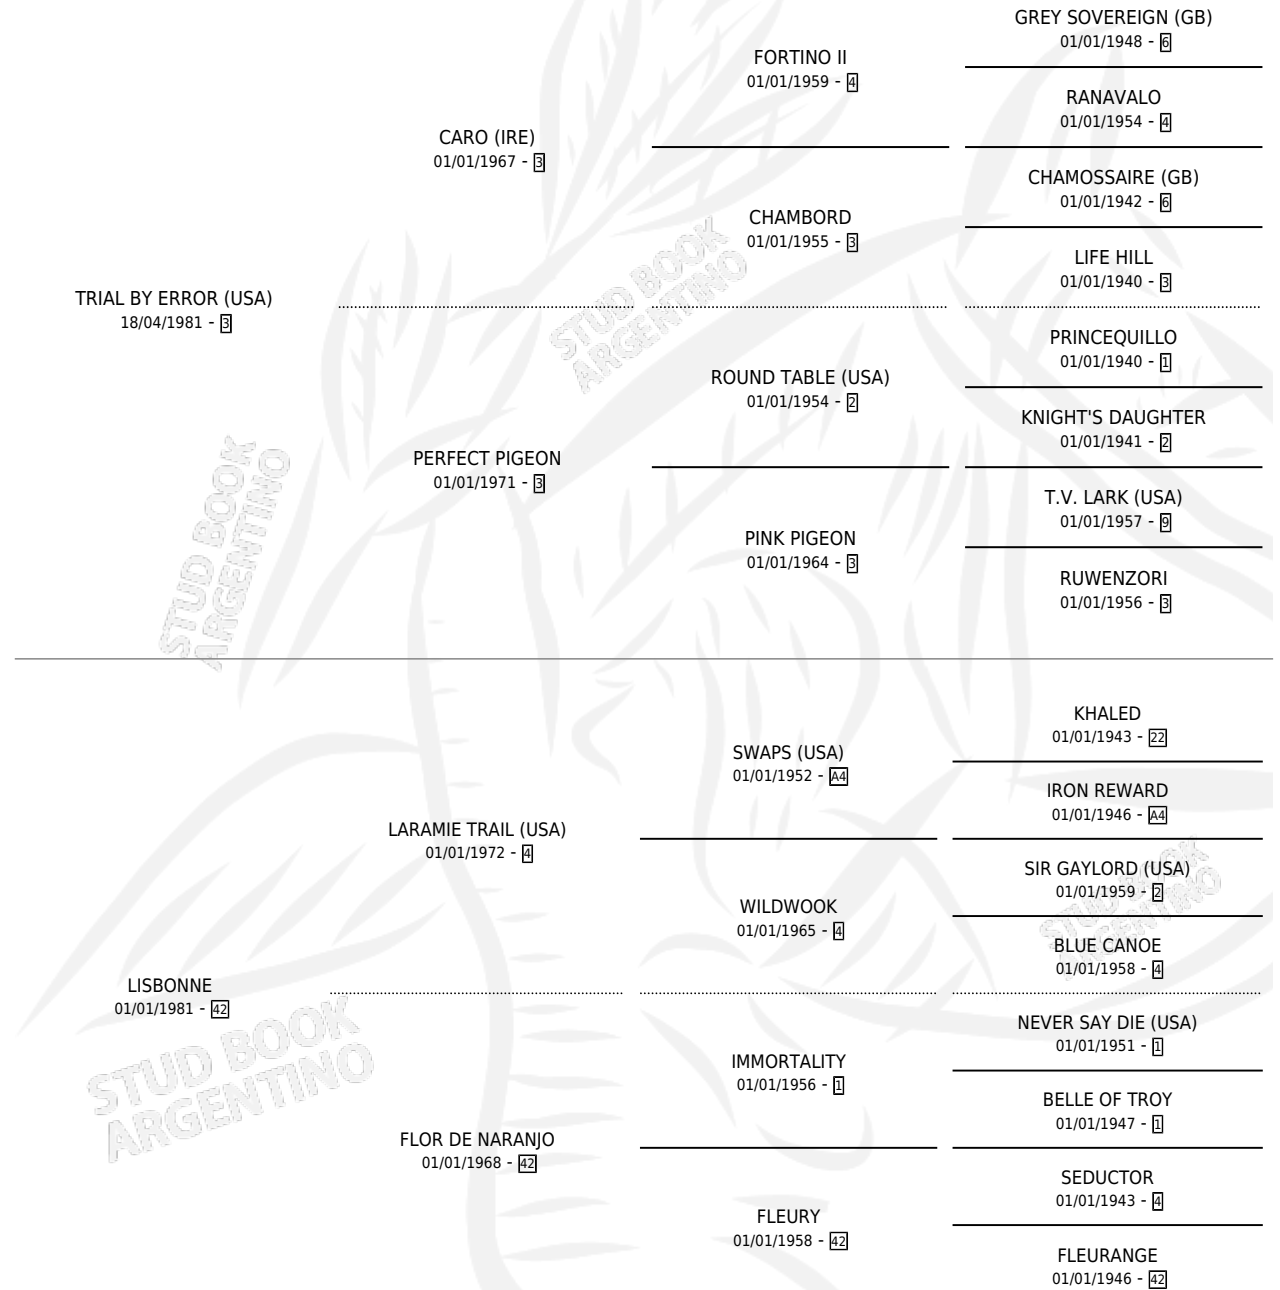 GREY SOVEREIGN (GB)
01/01/1948 - 6
FORTINO II
01/01/1959 - 4
RANAVALO
01/01/1954 - 4
CARO (IRE)
01/01/1967 - 3
CHAMOSSAIRE (GB)
01/01/1942 - 6
CHAMBORD
01/01/1955 - 3
LIFE HILL
01/01/1940 - 3
TRIAL BY ERROR (USA)
18/04/1981 - 3
PRINCEQUILLO
01/01/1940 - 1
ROUND TABLE (USA)
01/01/1954 - 2
KNIGHT'S DAUGHTER
01/01/1941 - 2
PERFECT PIGEON
01/01/1971 - 3
T.V. LARK (USA)
01/01/1957 - 9
PINK PIGEON
01/01/1964 - 3
RUWENZORI
01/01/1956 - 3
STUD BOOK
ARGENTINO
STUD BOOK
ARGENTINO
KHALED
01/01/1943 - 22
SWAPS (USA)
01/01/1952 - A4
IRON REWARD
01/01/1946 - A4
LARAMIE TRAIL (USA)
01/01/1972 - 4
SIR GAYLORD (USA)
01/01/1959 - 2
WILDWOOK
01/01/1965 - 4
BLUE CANOE
01/01/1958 - 4
STUD BOOK
ARGENTINO
LISBONNE
01/01/1981 - 42
NEVER SAY DIE (USA)
01/01/1951 - 1
IMMORTALITY
01/01/1956 - 1
BELLE OF TROY
01/01/1947 - 1
FLOR DE NARANJO
01/01/1968 - 42
SEDUCTOR
01/01/1943 - 4
FLEURY
01/01/1958 - 42
FLEURANGE
01/01/1946 - 42
STUD BOOK
ARGENTINO